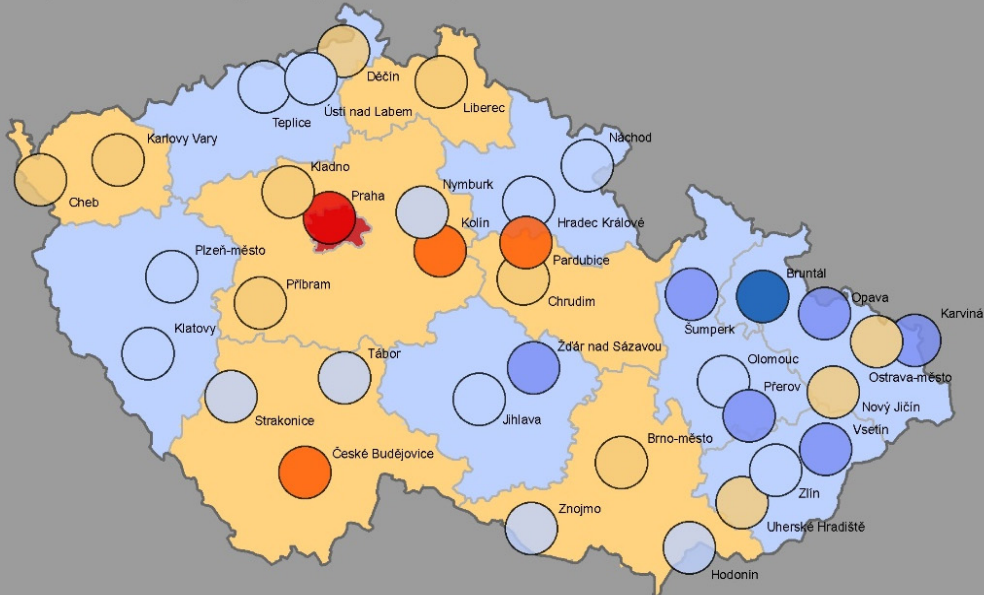 Děčín
Liberec
Ústí nad Labem
Teplice
Karlovy Vary
Náchod
Kladno
Nymburk
Praha
Cheb
Kolín
Hradec Králové
Plzeň-město
Pardubice
Bruntál
Příbram
Chrudim
Opava
Karviná
Klatovy
Šumperk
Žďár nad Sázavou
Tábor
Olomouc
Ostrava-město
Přerov
Nový Jičín
Strakonice
Jihlava
Vsetín
Brno-město
České Budějovice
Zlín
Znojmo
Uherské Hradiště
Hodonín